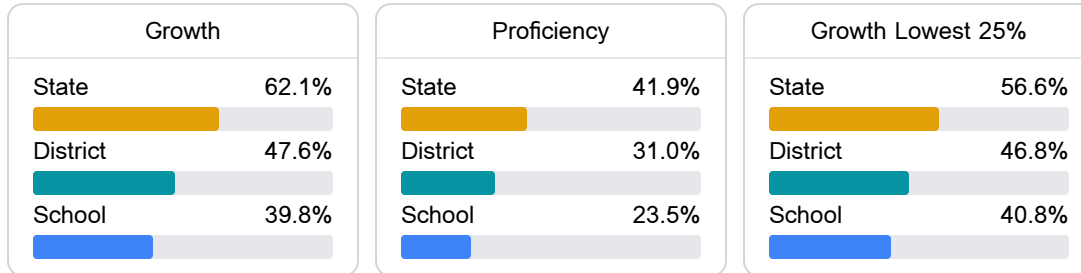 Growth
State 62.1%
District 47.6%
School 39.8%
Proficiency
State 41.9%
District 31.0%
School 23.5%
Growth Lowest 25%
State 56.6%
District 46.8%
School 40.8%